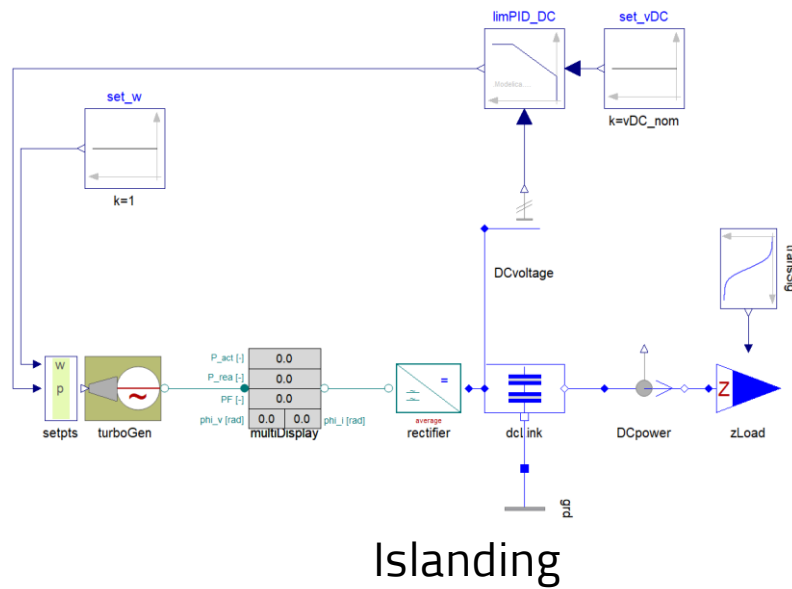 limPID_DC
set_vDC
Modelica....
set_w
k=vDC_nom
k=1
DCvoltage
transSig
w
p
P_act [-]
0.0
P_rea [-]
0.0
PF [-]
0.0
phi_v [rad]
0.0
0.0
phi_i [rad]
=
~
average
Z
setpts
turboGen
multiDisplay
rectifier
dcLink
DCpower
zLoad
grd
Islanding